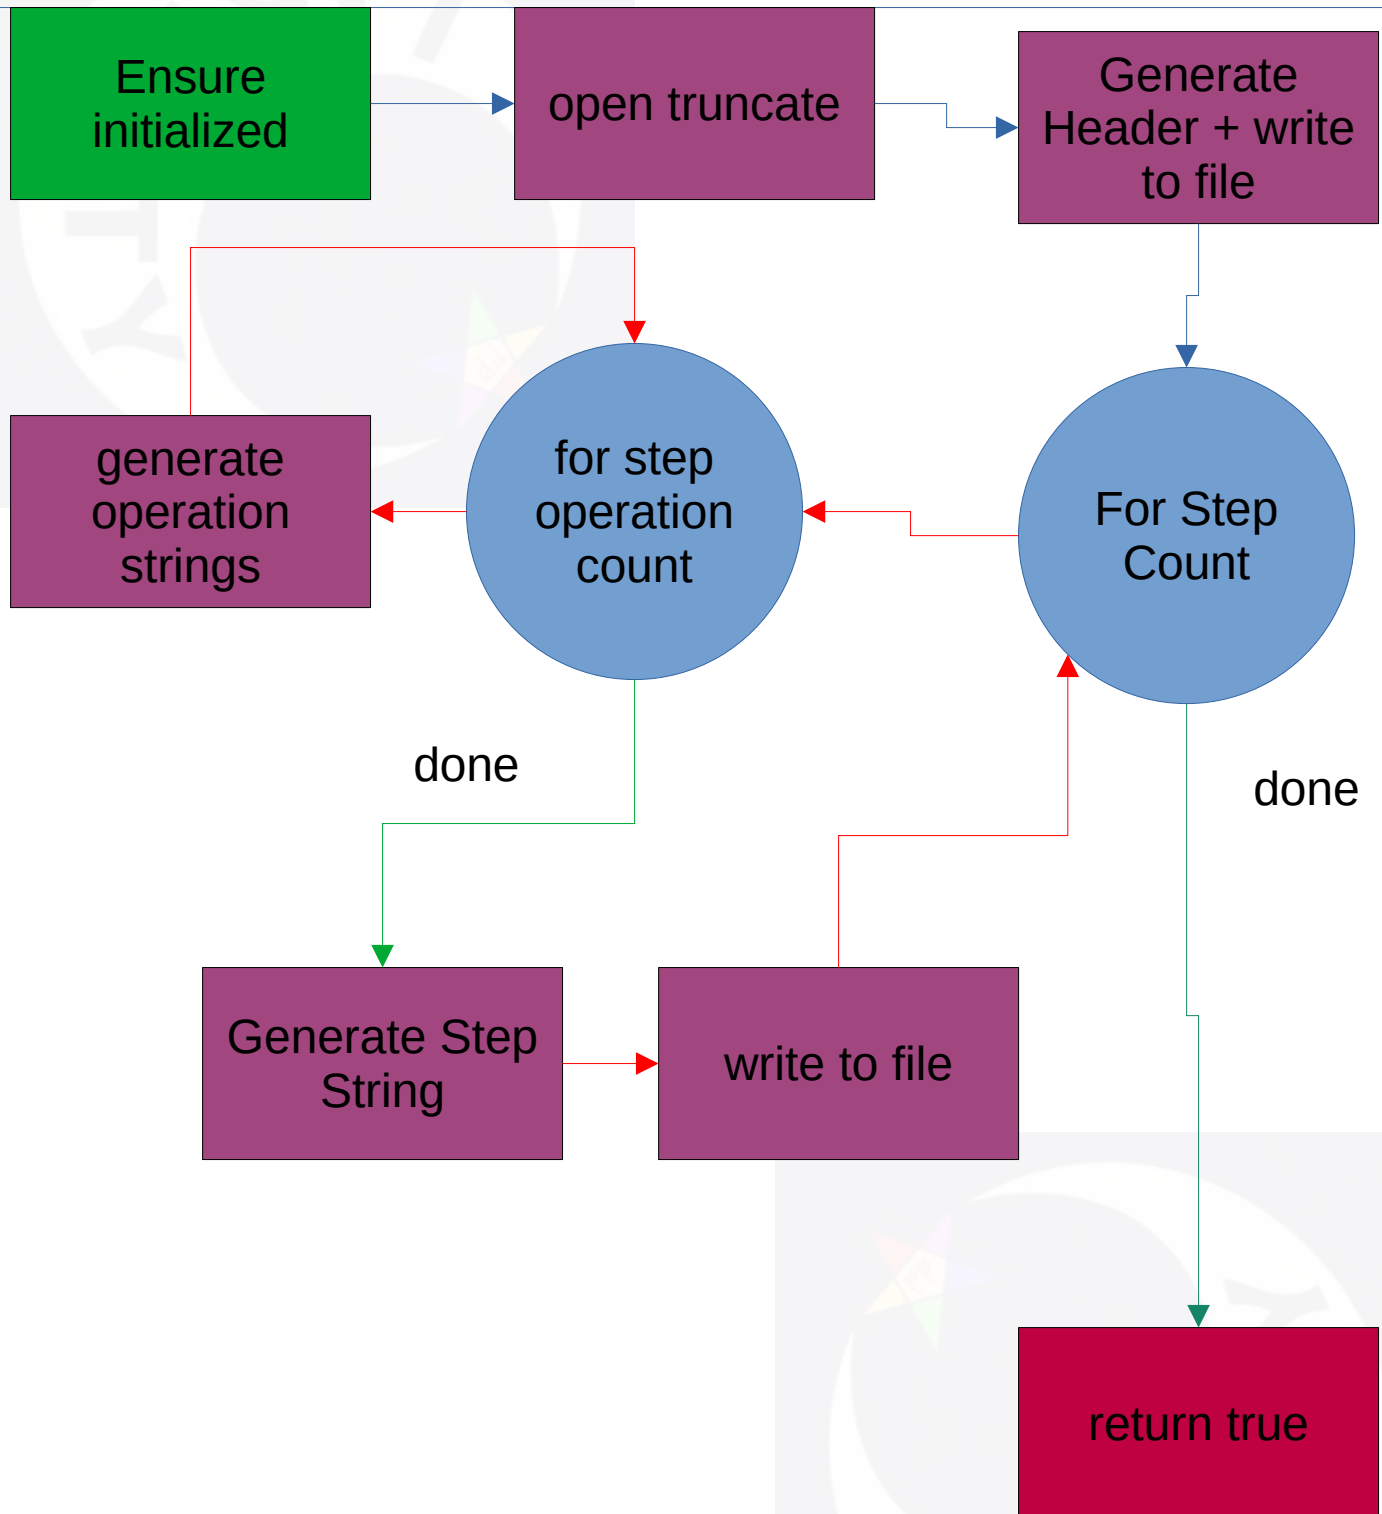 Ensure
initialized
open truncate
Generate
Header + write
to file
generate
operation
strings
for step
operation
count
For Step
Count
done
done
Generate Step
String
write to file
return true